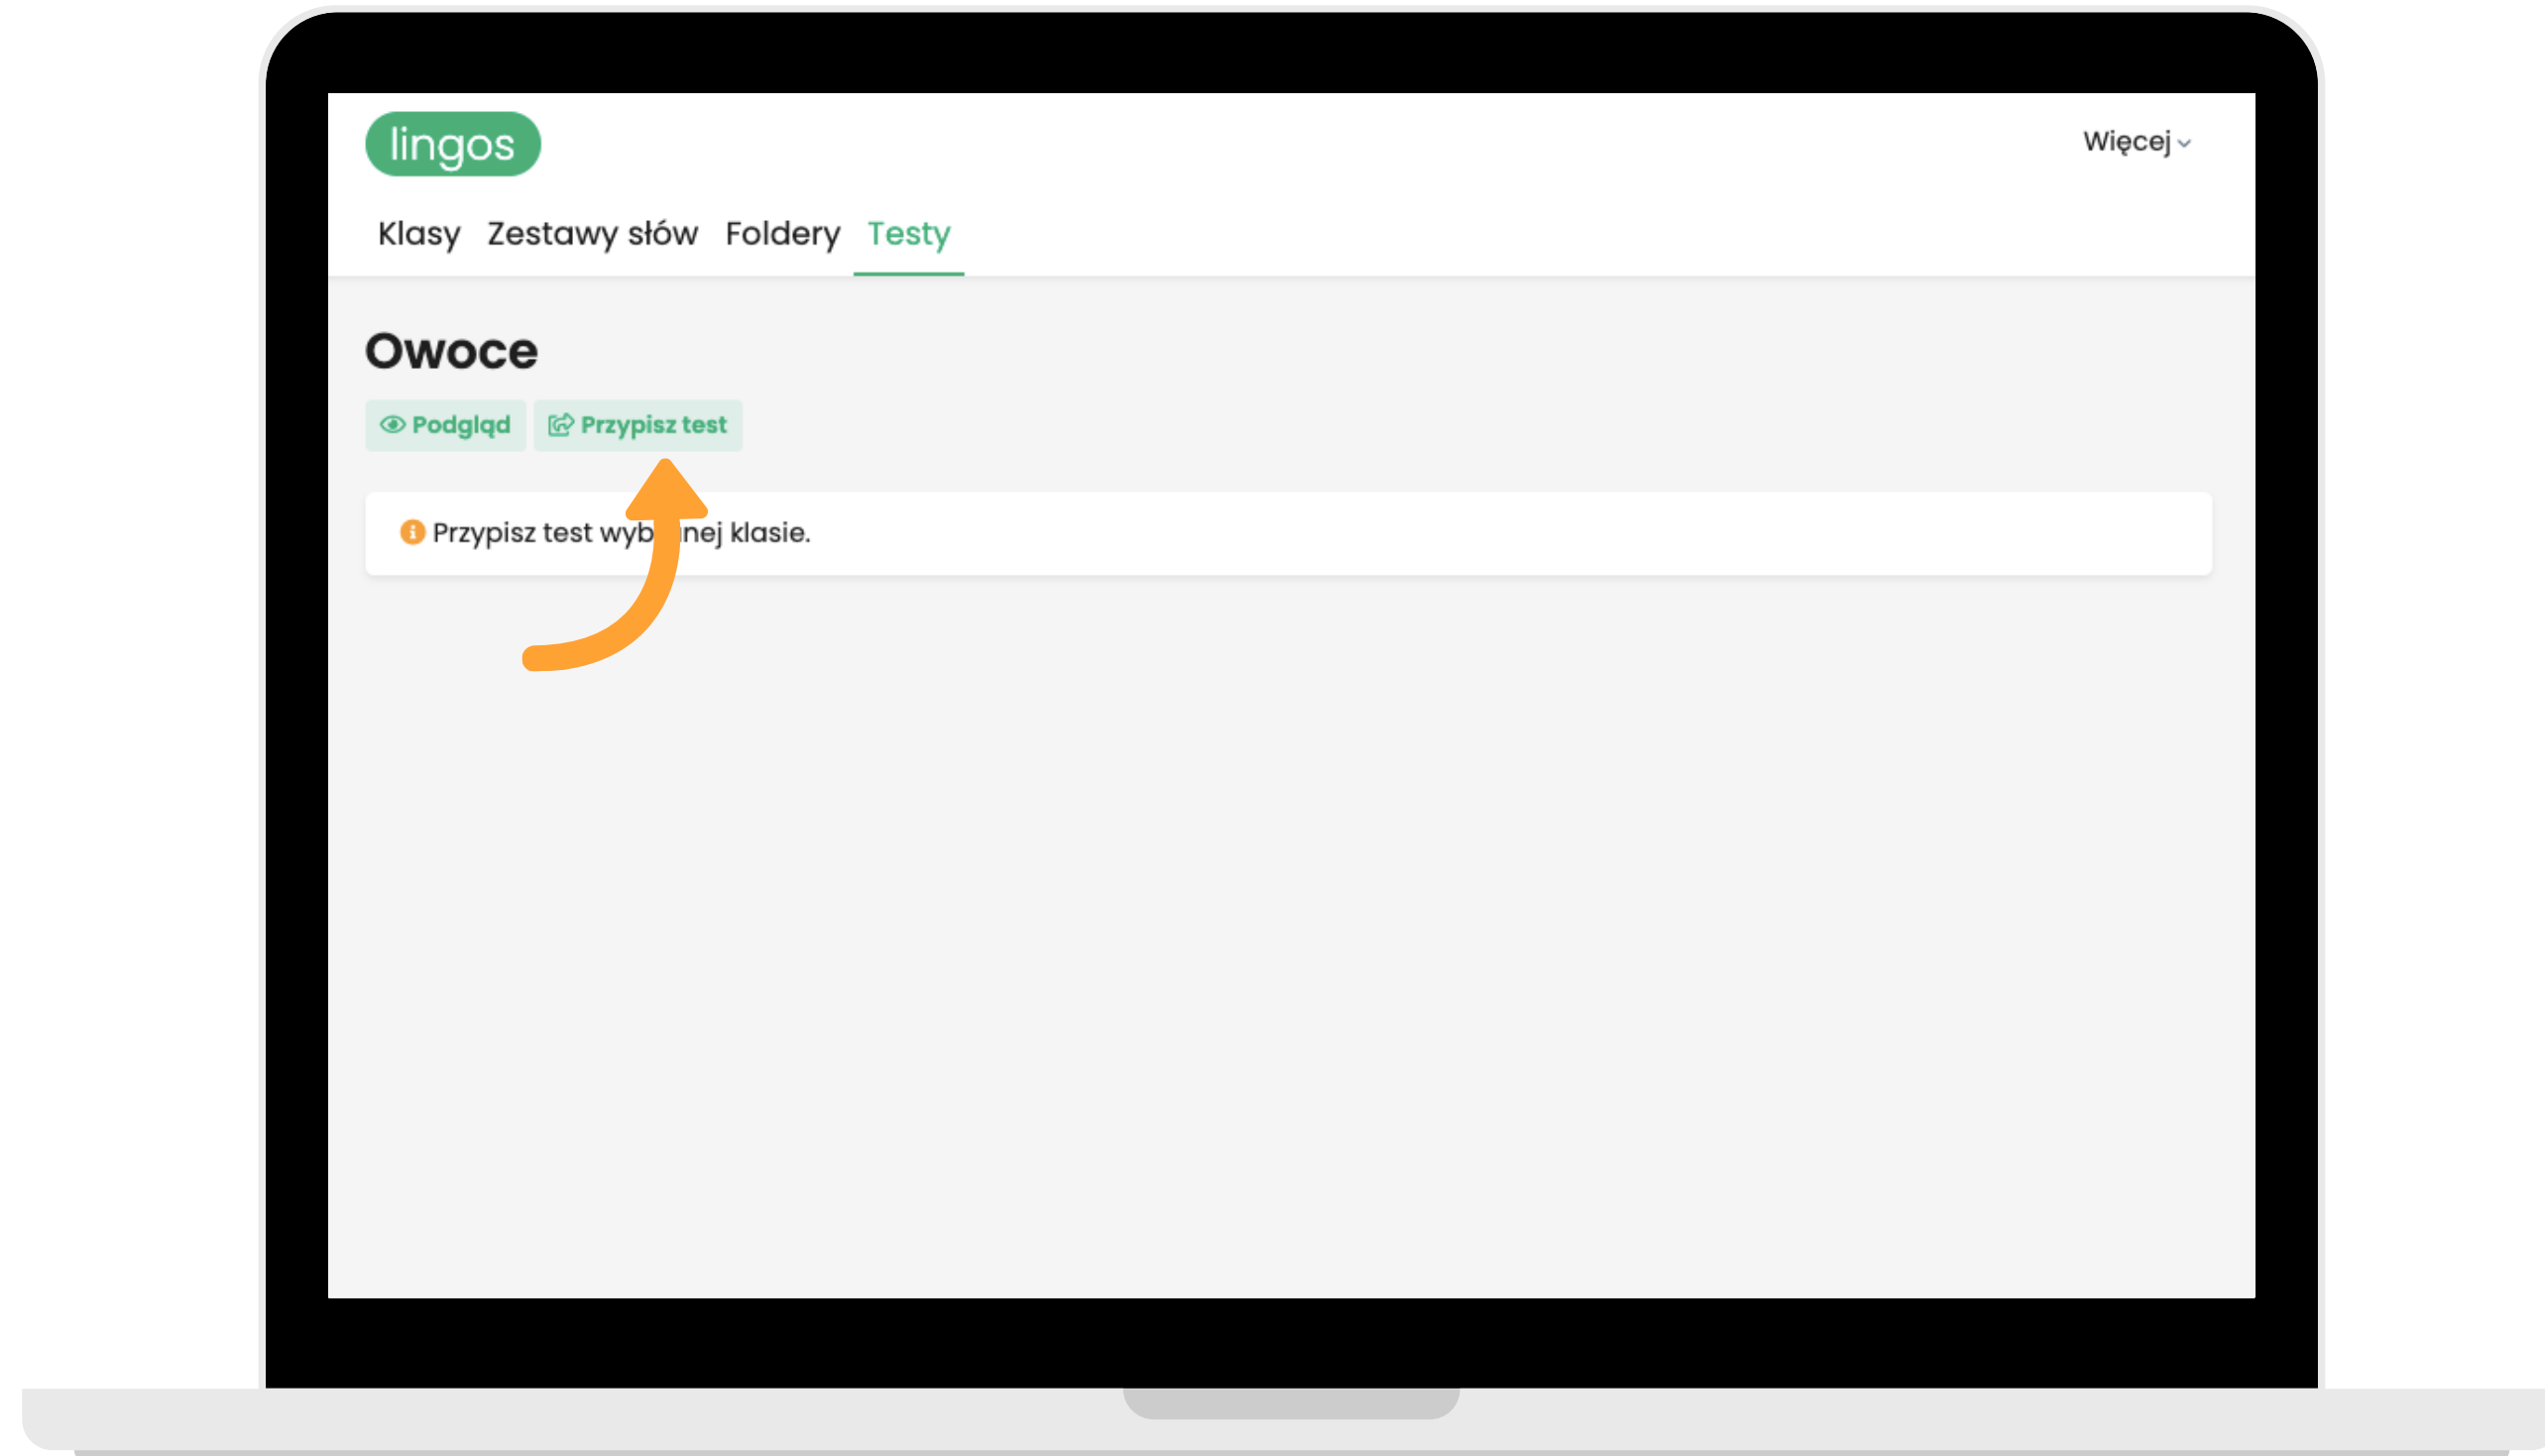 lingos
Więcej
Klasy Zestawy słów Foldery Testy
Owoce
Podgląd Przypisz test
Przypisz test klasie.